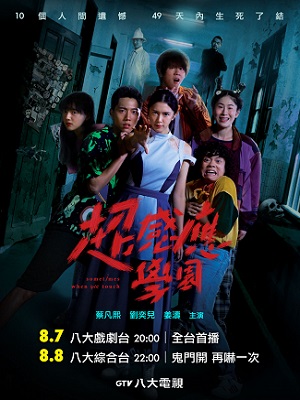 10個人間遺憾 49天內生死了結
超感應學園
sometimes
when we touch
蔡凡熙 劉奕兒 姜濤 主演
8.7 八大戲劇台 20:00 全台首播
8.8 八大綜合台 22:00 鬼門開 再嚇一次
GTV 八大電視